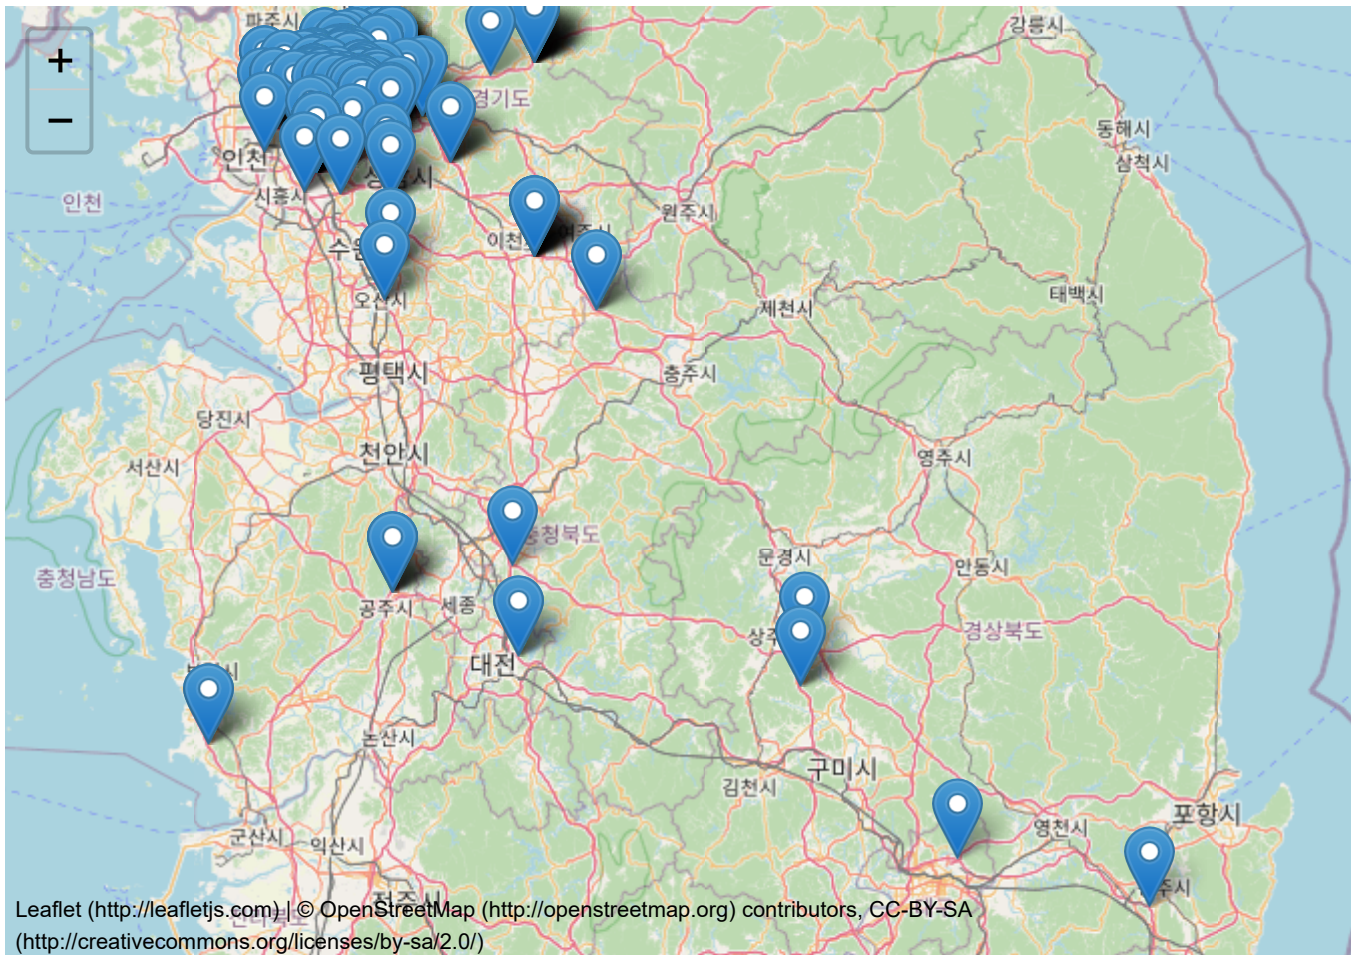 파주시
강릉시
+
경기도
−
동해시
인천
삼척시
시흥시
인천
원주시
오산시
태백시
제천시
평택시
충주시
당진시
천안시
영주시
서산시
충청북도
문경시
안동시
충청남도
공주시
세종
경상북도
대전
논산시
구미시
김천시
포항시
영천시
군산시
익산시
전주시
Leaflet (http://leafletjs.com) | © OpenStreetMap (http://openstreetmap.org) contributors, CC-BY-SA
(http://creativecommons.org/licenses/by-sa/2.0/)